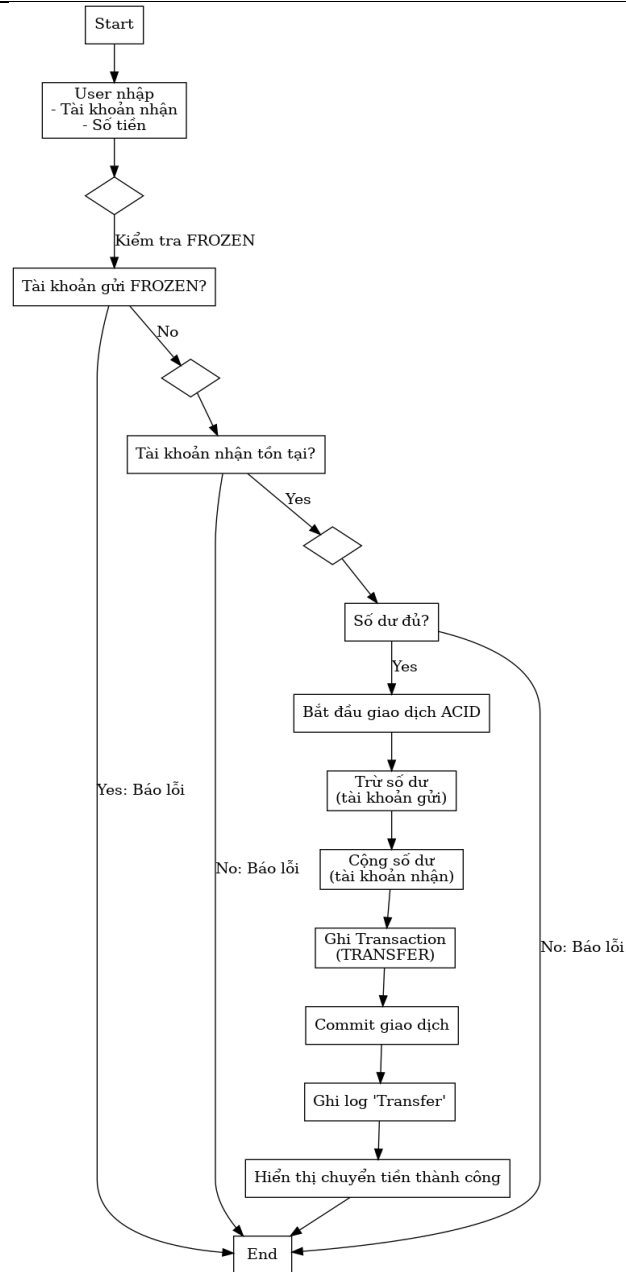 Start
User nhập
- Tài khoản nhận
- Số tiền
Kiểm tra FROZEN
Tài khoản gửi FROZEN?
No
Tài khoản nhận tồn tại?
Yes
Số dư đủ?
Yes
Bắt đầu giao dịch ACID
Trừ số dư
(tài khoản gửi)
Yes: Báo lỗi
Cộng số dư
(tài khoản nhận)
No: Báo lỗi
Ghi Transaction
(TRANSFER)
No: Báo lỗi
Commit giao dịch
Ghi log 'Transfer'
Hiển thị chuyển tiền thành công
End